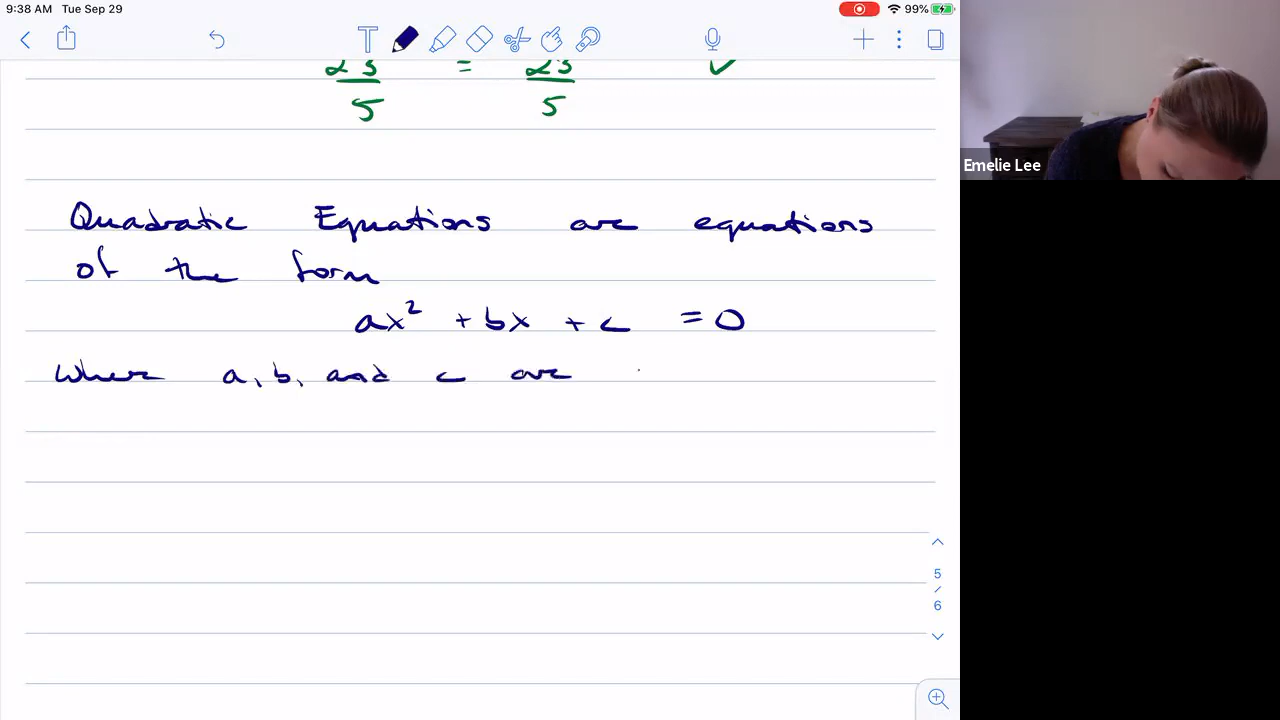 9:38 AM Tue Sep 29
99%
T
23 = 23 ✓
5 5
Quadratic Equations are equations
of the form
ax² + bx + c = 0
Where a, b, and c are
Emelie Lee
5
/
6